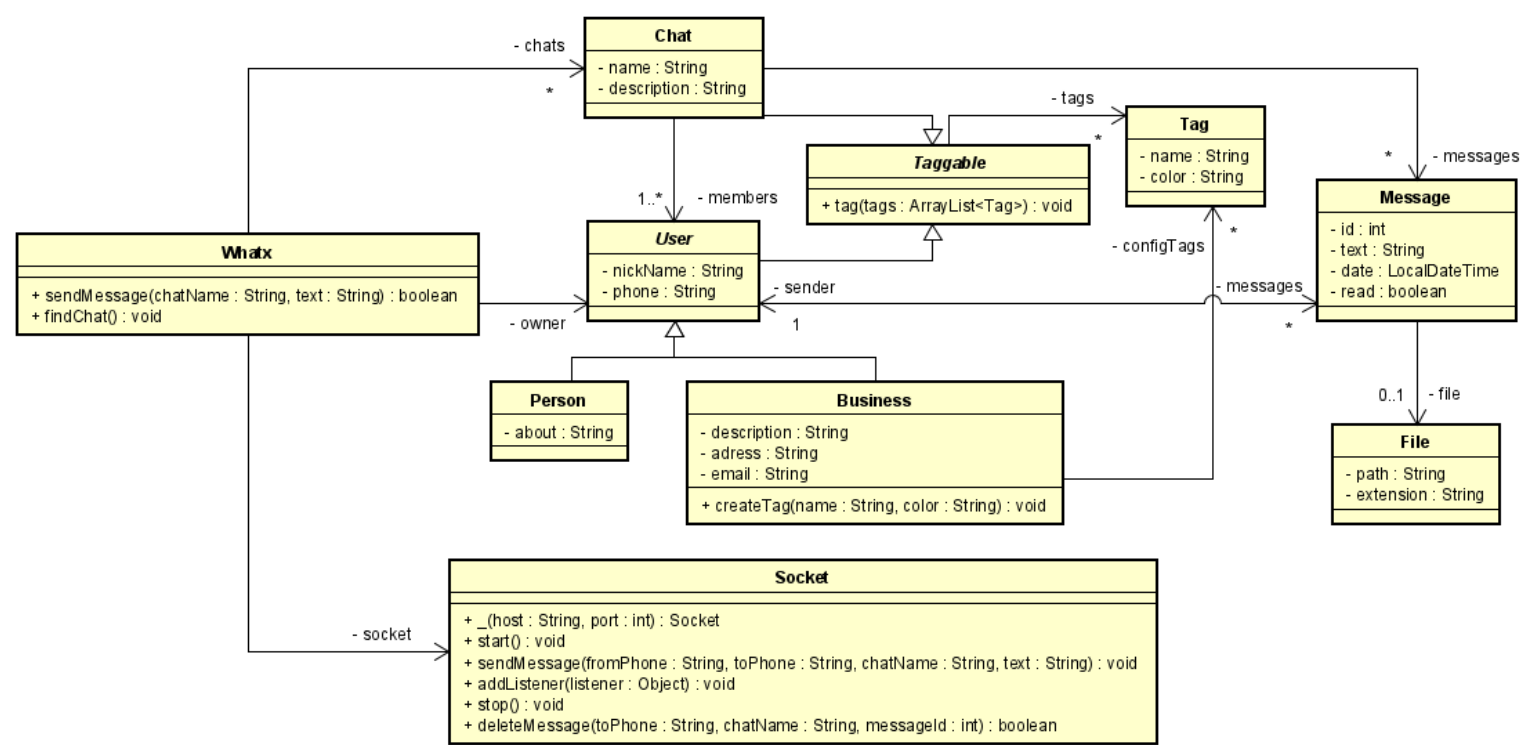 Chat
- name : String
- description : String
- chats
*
- tags
*
Tag
- name : String
- color : String
Taggable
+ tag(tags : ArrayList<Tag>) : void
* - messages
Message
- id : int
- text : String
- date : LocalDateTime
- read : boolean
1..* - members
User
- nickName : String
- phone : String
- configTags
*
Whatx
+ sendMessage(chatName : String, text : String) : boolean
+ findChat() : void
- owner
- sender
1
- messages
*
Person
- about : String
Business
- description : String
- adress : String
- email : String
+ createTag(name : String, color : String) : void
0..1 - file
File
- path : String
- extension : String
- socket
Socket
+ _(host : String, port : int) : Socket
+ start() : void
+ sendMessage(fromPhone : String, toPhone : String, chatName : String, text : String) : void
+ addListener(listener : Object) : void
+ stop() : void
+ deleteMessage(toPhone : String, chatName : String, messageId : int) : boolean